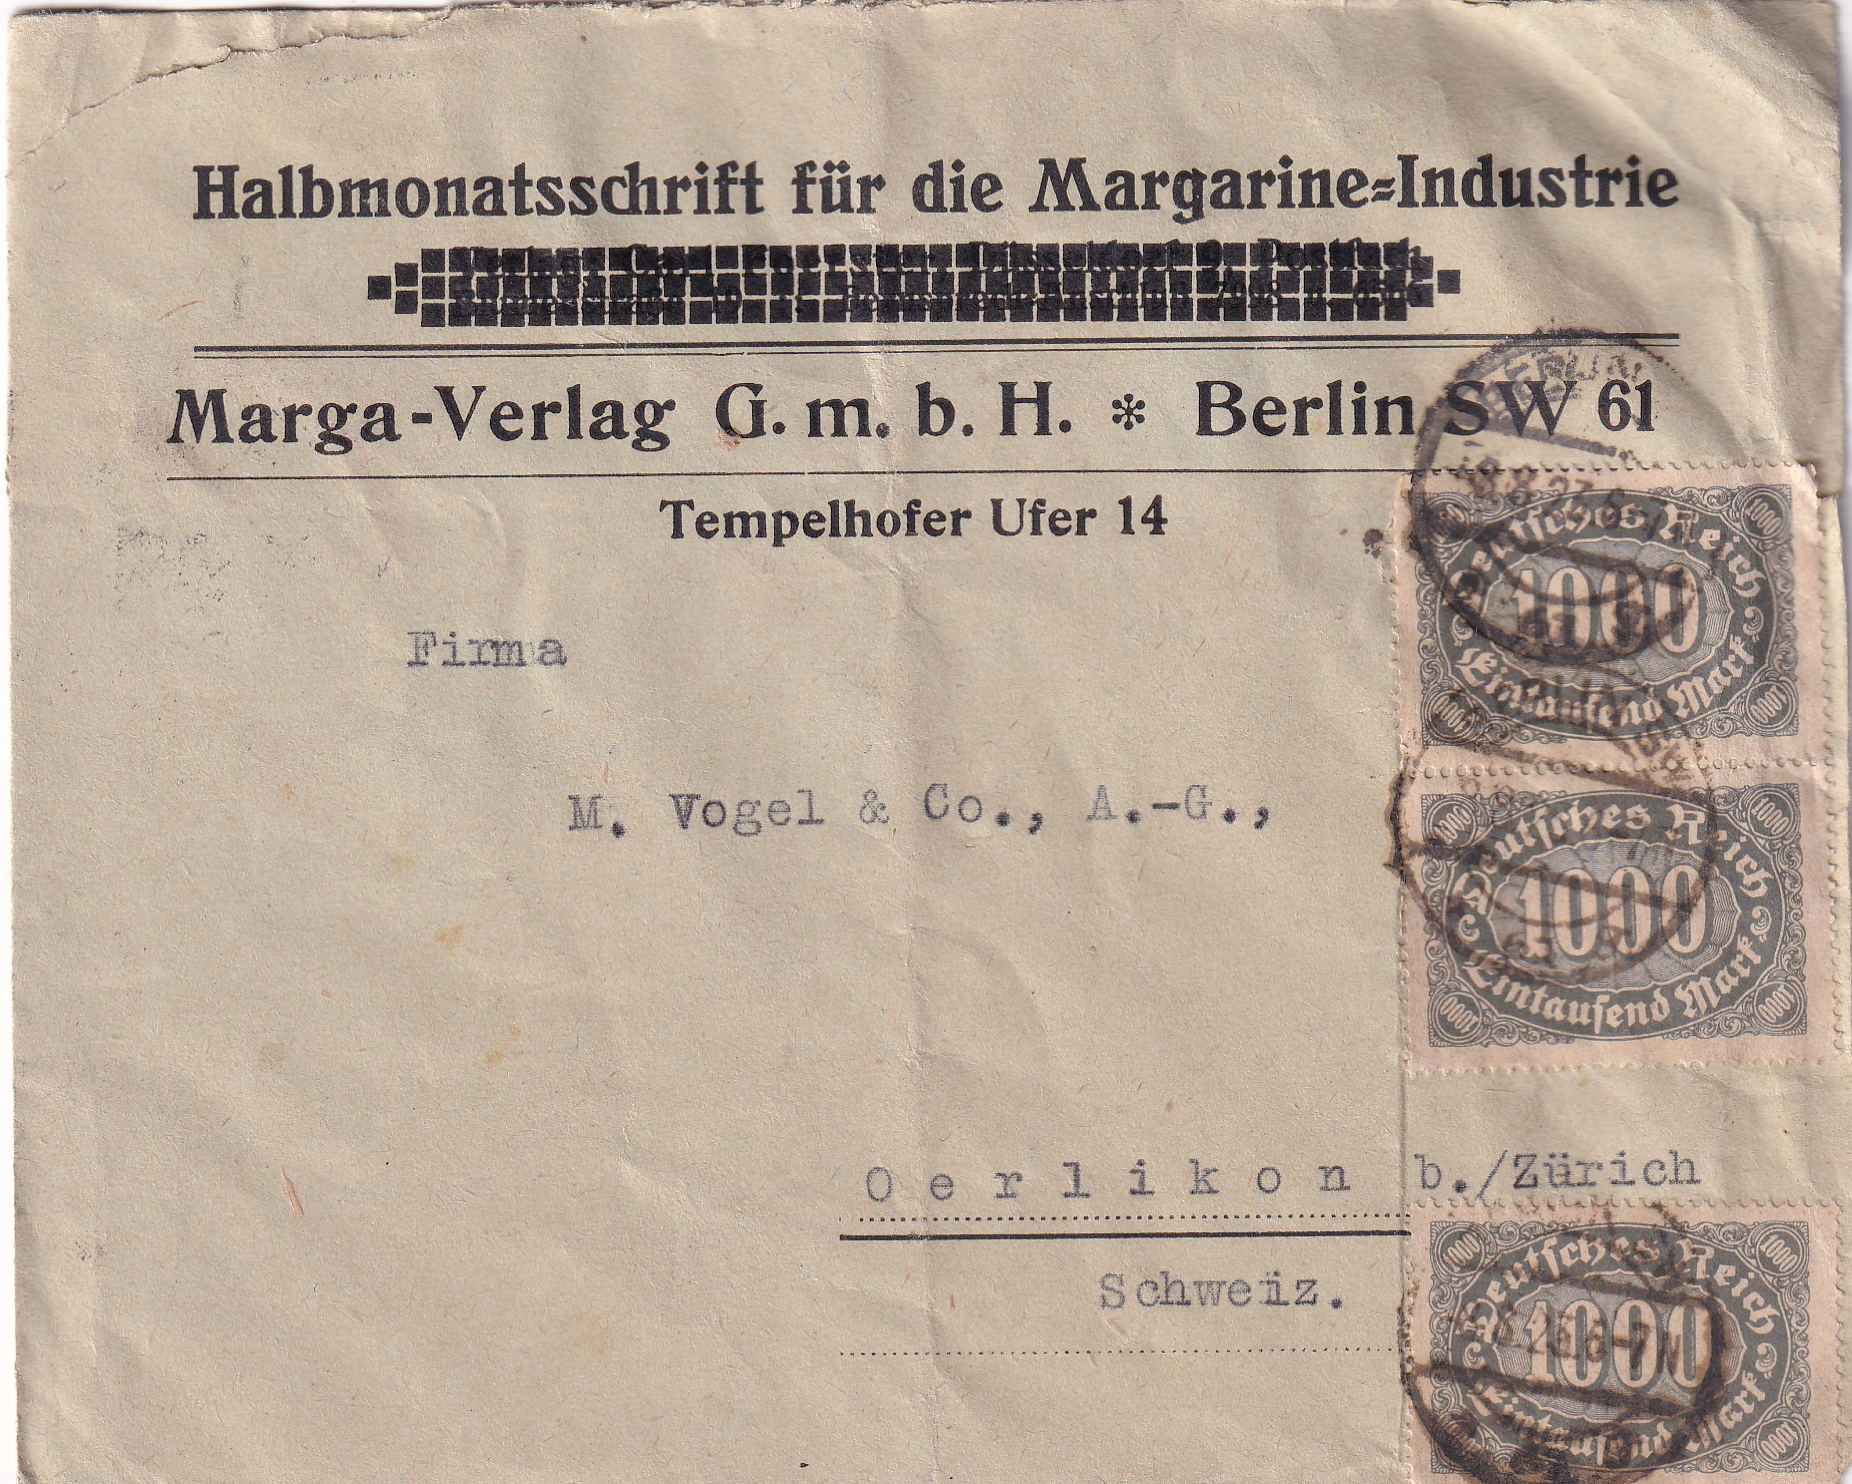 Halbmonatsschrift für die Margarine=Industrie
Marga-Verlag G. m. b. H. * Berlin SW 61
Tempelhofer Ufer 14
Firma
M. Vogel & Co., A.-G.,
Oerlikon b./Zürich
Schweiz.
Deutsches Reich
1000
Eintausend Mark
Deutsches Reich
1000
Eintausend Mark
Deutsches Reich
1000
Eintausend Mark